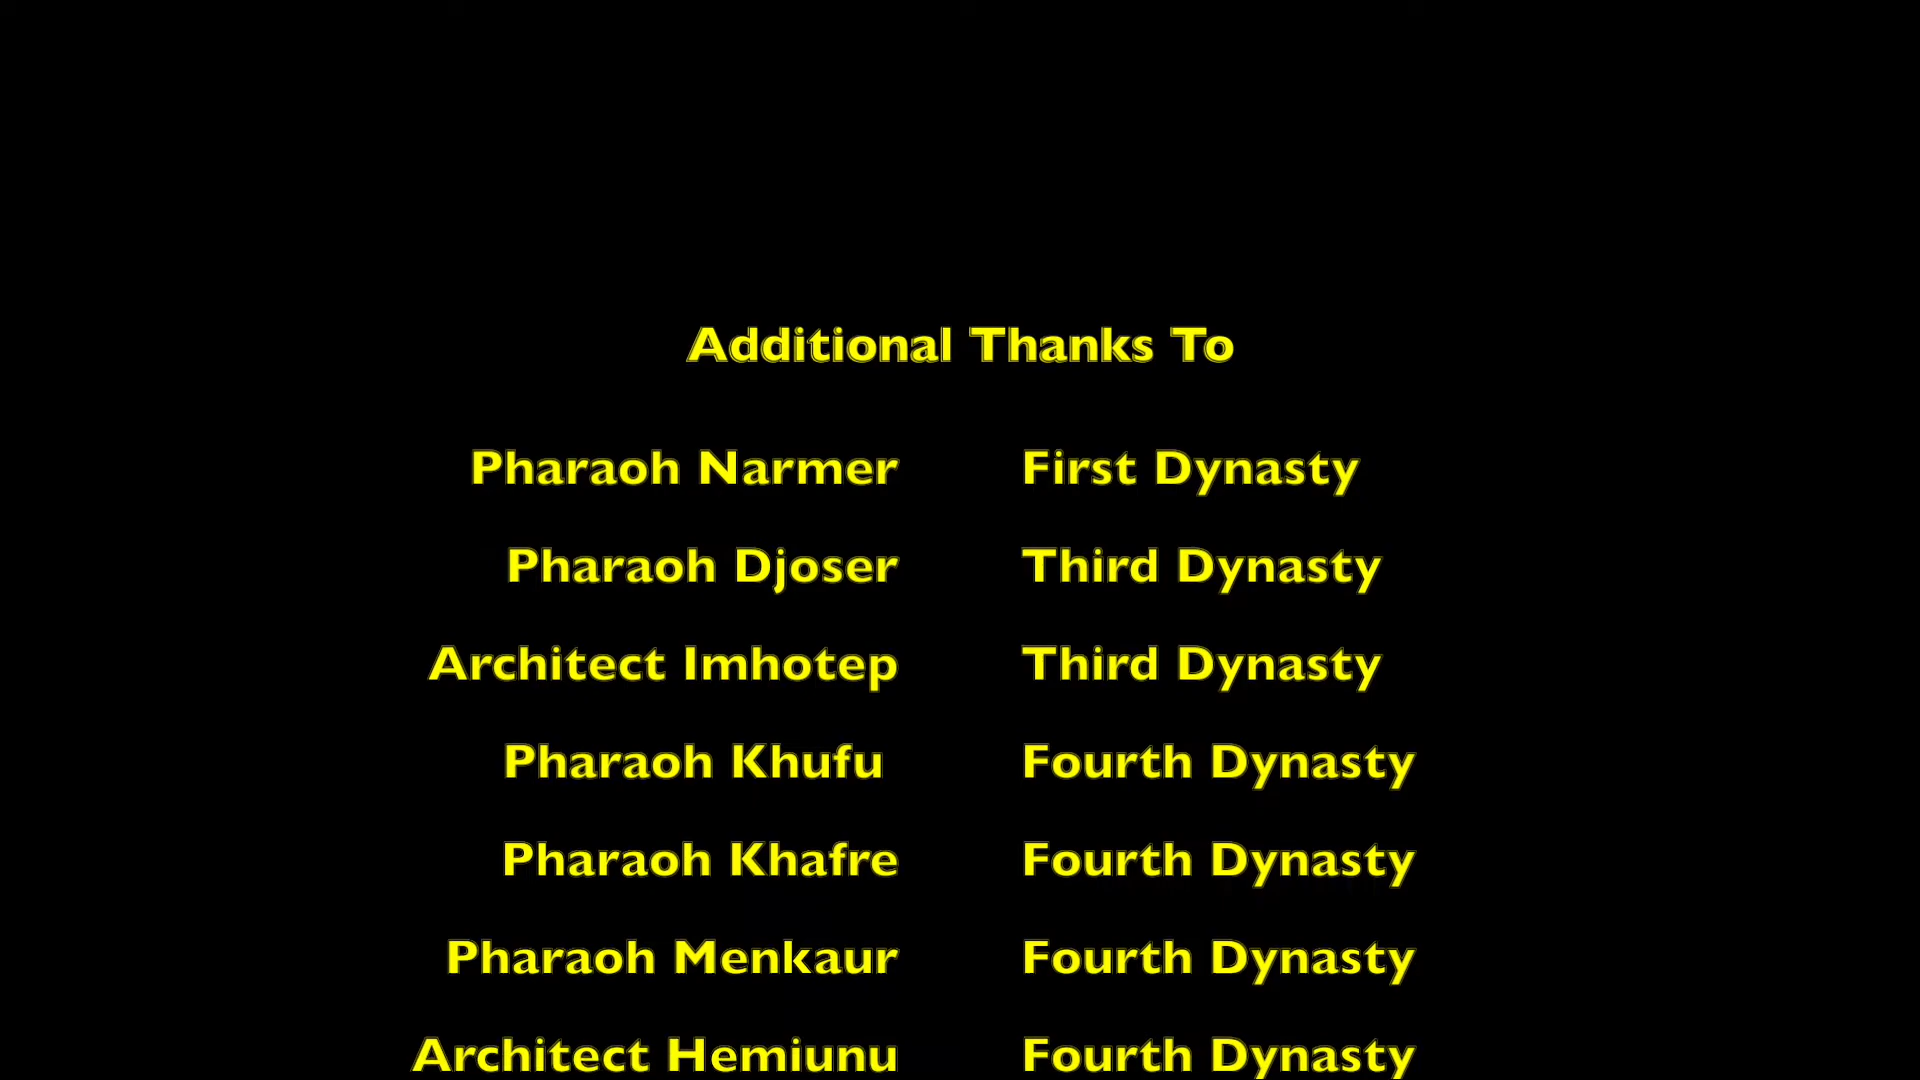 Additional Thanks To
Pharaoh Narmer First Dynasty
Pharaoh Djoser Third Dynasty
Architect Imhotep Third Dynasty
Pharaoh Khufu Fourth Dynasty
Pharaoh Khafre Fourth Dynasty
Pharaoh Menkaur Fourth Dynasty
Architect Hemiunu Fourth Dynasty